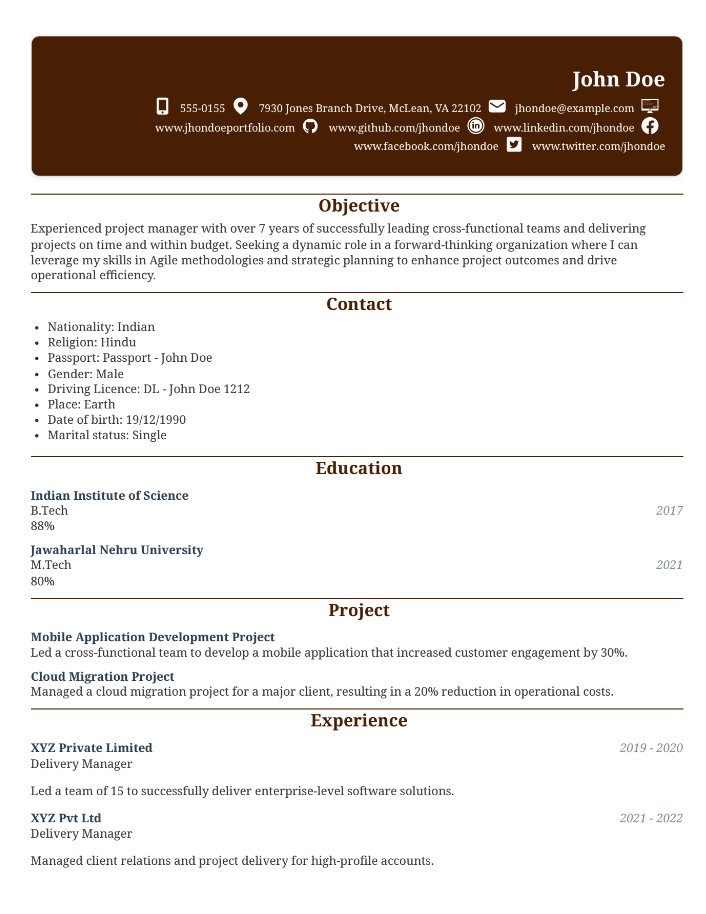 John Doe
555-0155 7930 Jones Branch Drive, McLean, VA 22102 jhondoe@example.com
www.jhondoeportfolio.com www.github.com/jhondoe www.linkedin.com/jhondoe
www.facebook.com/jhondoe www.twitter.com/jhondoe
Objective
Experienced project manager with over 7 years of successfully leading cross-functional teams and delivering
projects on time and within budget. Seeking a dynamic role in a forward-thinking organization where I can
leverage my skills in Agile methodologies and strategic planning to enhance project outcomes and drive
operational efficiency.
Contact
• Nationality: Indian
• Religion: Hindu
• Passport: Passport - John Doe
• Gender: Male
• Driving Licence: DL - John Doe 1212
• Place: Earth
• Date of birth: 19/12/1990
• Marital status: Single
Education
Indian Institute of Science
B.Tech 2017
88%
Jawaharlal Nehru University
M.Tech 2021
80%
Project
Mobile Application Development Project
Led a cross-functional team to develop a mobile application that increased customer engagement by 30%.
Cloud Migration Project
Managed a cloud migration project for a major client, resulting in a 20% reduction in operational costs.
Experience
XYZ Private Limited 2019 - 2020
Delivery Manager
Led a team of 15 to successfully deliver enterprise-level software solutions.
XYZ Pvt Ltd 2021 - 2022
Delivery Manager
Managed client relations and project delivery for high-profile accounts.